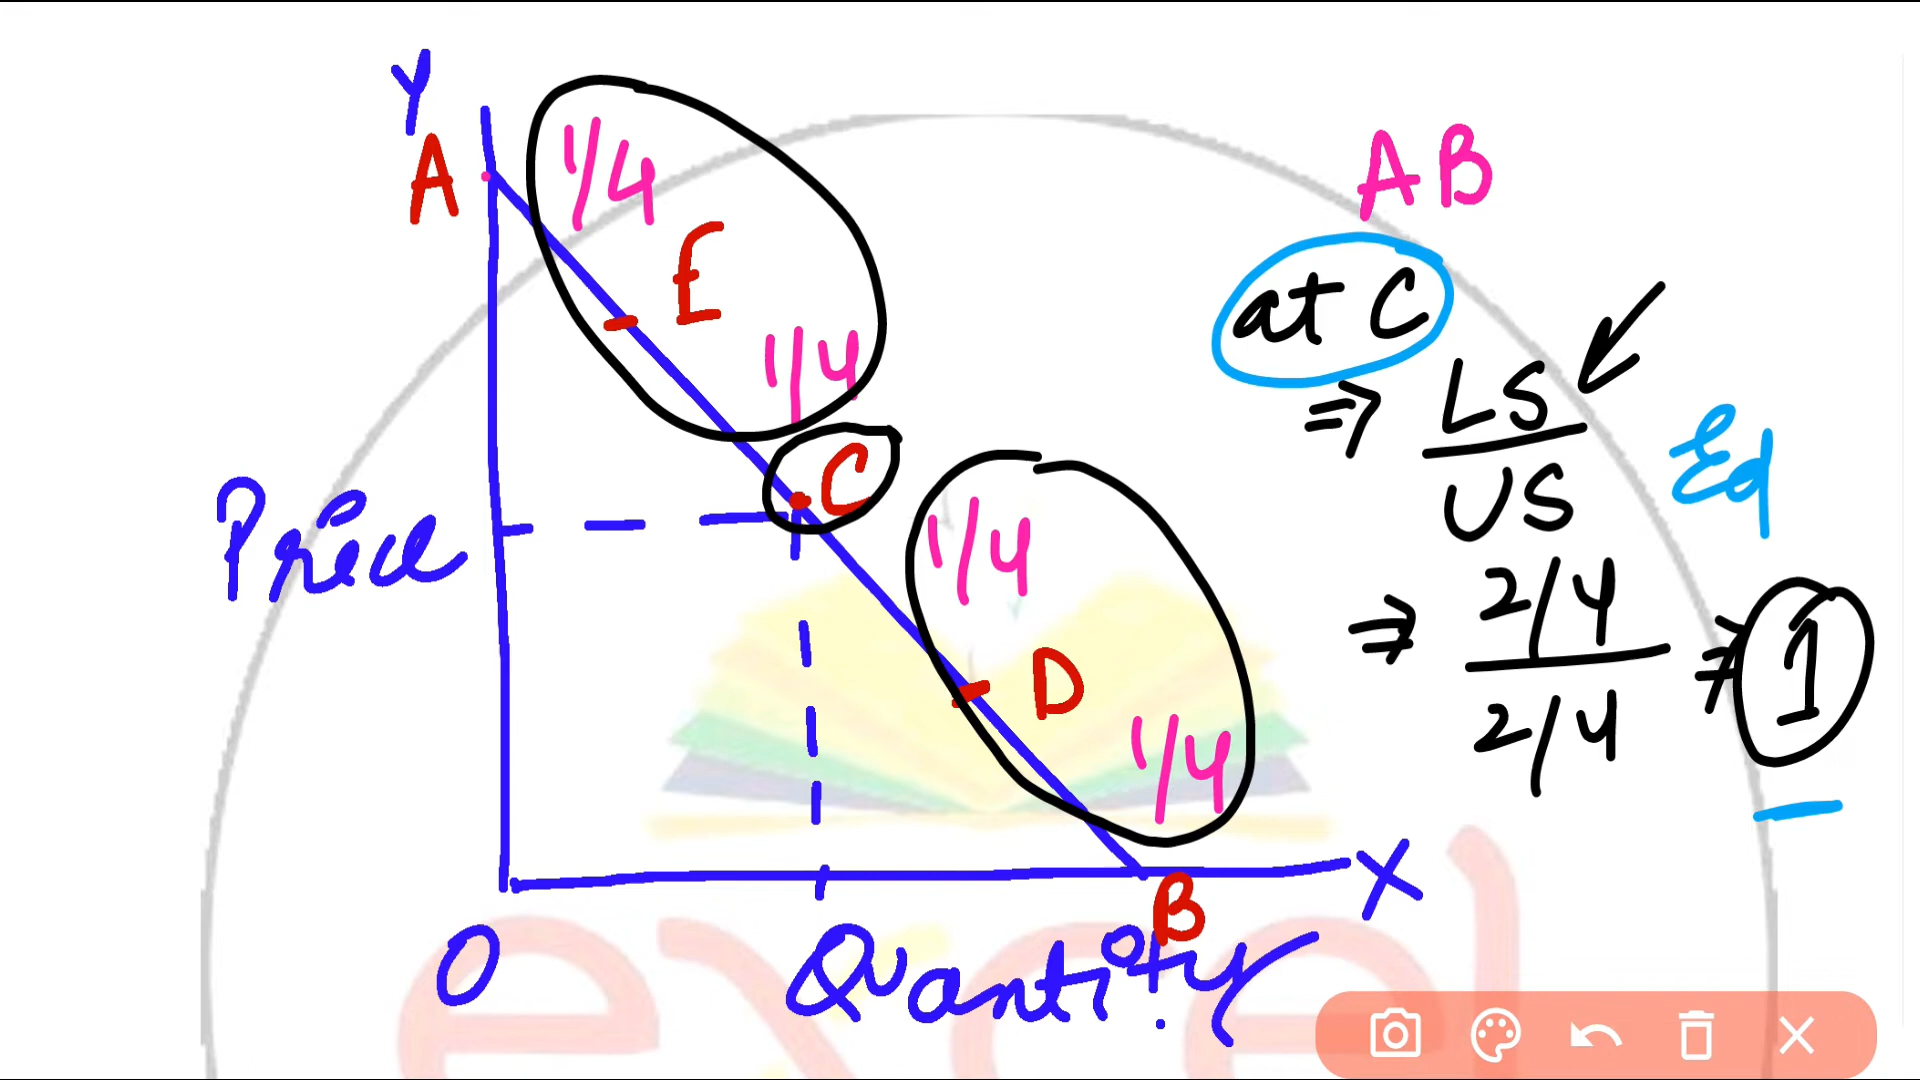 Y
A
1/4
E
1/4
C
Price
1/4
D
1/4
B
O
X
Quantity
AB
at C
⇒ LS
US
Ed
⇒ 2/4
2/4
⇒ 1
excel